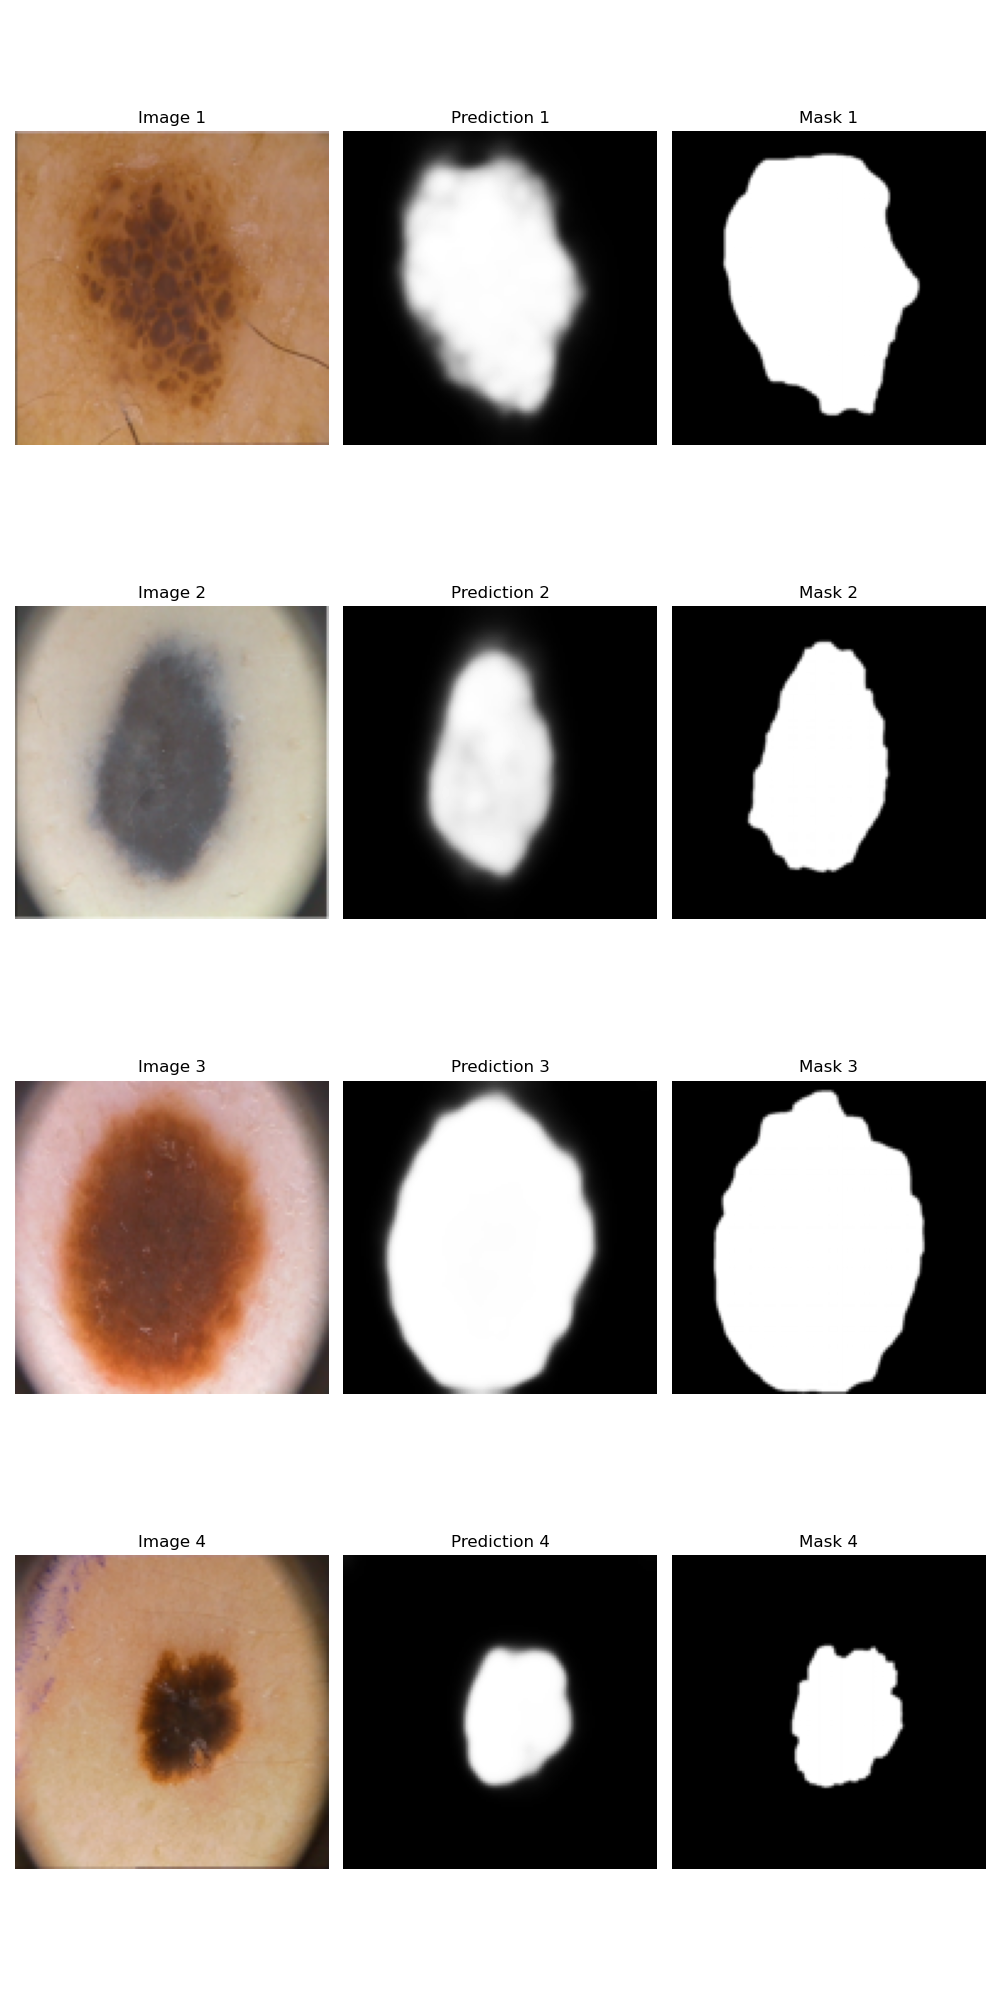 Image 1
Prediction 1
Mask 1
Image 2
Prediction 2
Mask 2
Image 3
Prediction 3
Mask 3
Image 4
Prediction 4
Mask 4